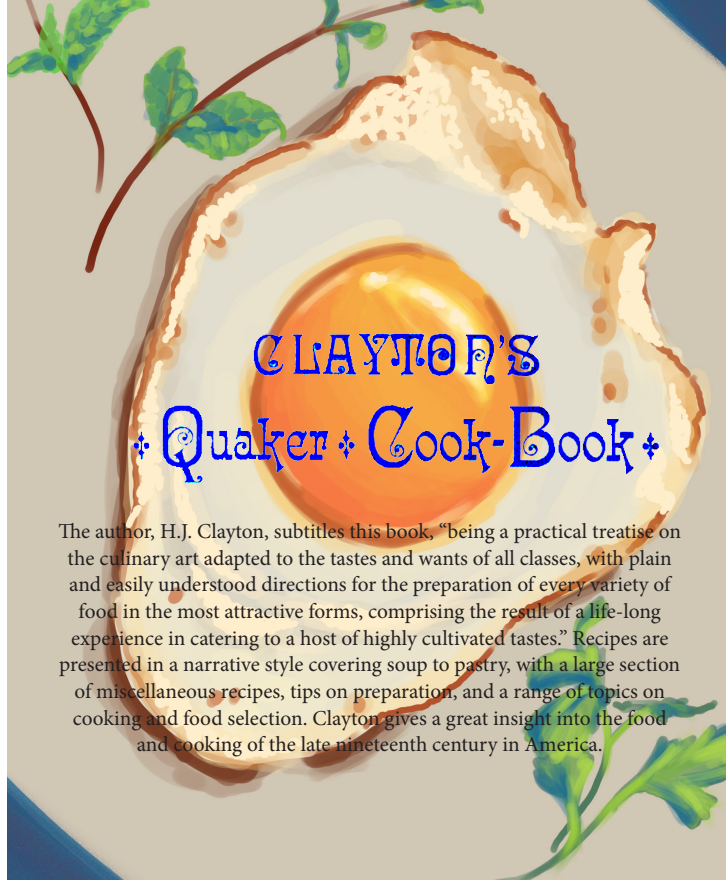 CLAYTON'S
Quaker Cook-Book
The author, H.J. Clayton, subtitles this book, “being a practical treatise on
the culinary art adapted to the tastes and wants of all classes, with plain
and easily understood directions for the preparation of every variety of
food in the most attractive forms, comprising the result of a life-long
experience in catering to a host of highly cultivated tastes.” Recipes are
presented in a narrative style covering soup to pastry, with a large section
of miscellaneous recipes, tips on preparation, and a range of topics on
cooking and food selection. Clayton gives a great insight into the food
and cooking of the late nineteenth century in America.